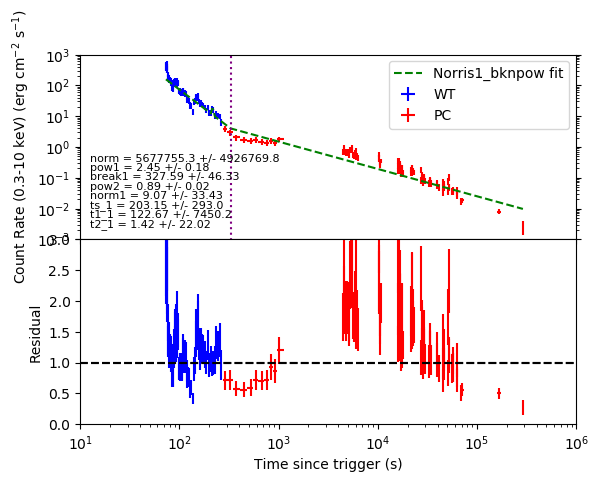 Count Rate (0.3-10 keV) (erg cm⁻² s⁻¹)
10³
10²
10¹
10⁰
10⁻¹
10⁻²
10⁻³
Norris1_bknpow fit
WT
PC
norm = 5677755.3 +/- 4926769.8
pow1 = 2.45 +/- 0.18
break1 = 327.59 +/- 46.33
pow2 = 0.89 +/- 0.02
norm1 = 9.07 +/- 33.43
ts_1 = 203.15 +/- 293.0
t1_1 = 122.67 +/- 7450.2
t2_1 = 1.42 +/- 22.02
Residual
3.0
2.5
2.0
1.5
1.0
0.5
0.0
10¹ 10² 10³ 10⁴ 10⁵ 10⁶
Time since trigger (s)